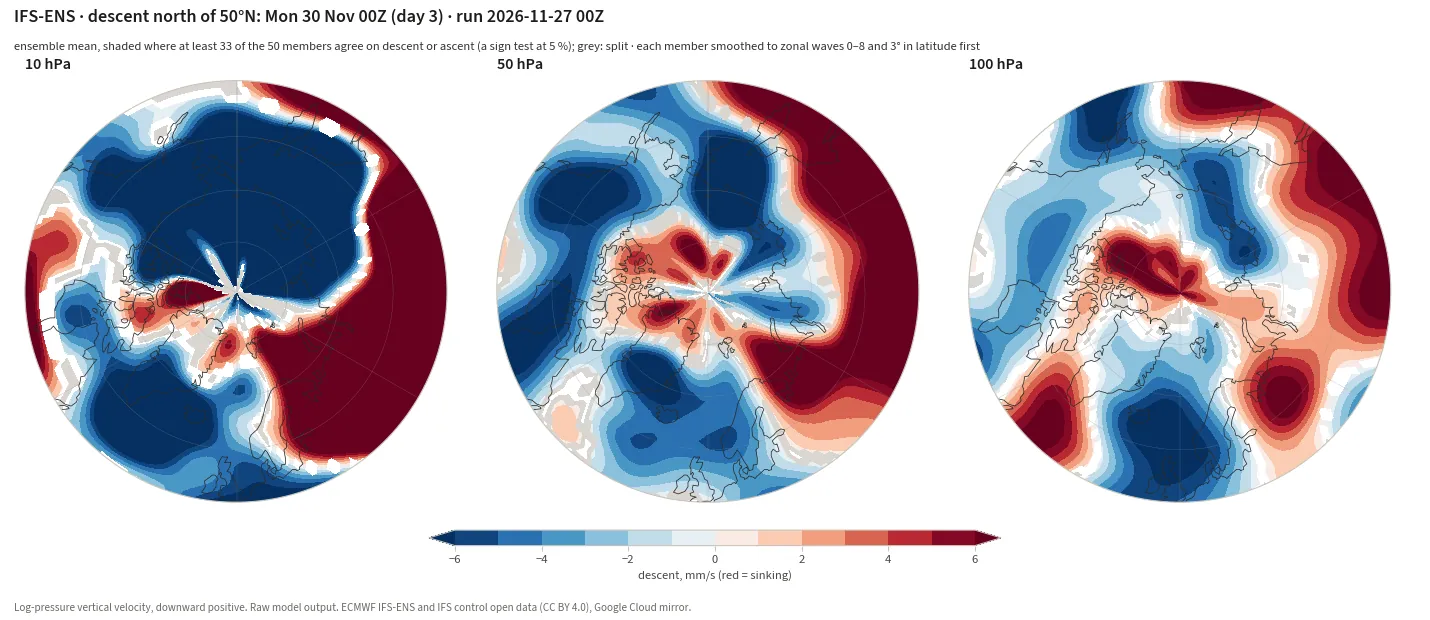 IFS-ENS · descent north of 50°N: Mon 30 Nov 00Z (day 3) · run 2026-11-27 00Z
ensemble mean, shaded where at least 33 of the 50 members agree on descent or ascent (a sign test at 5 %); grey: split · each member smoothed to zonal waves 0–8 and 3° in latitude first
10 hPa
50 hPa
100 hPa
−6 −4 −2 0 2 4 6
descent, mm/s (red = sinking)
Log-pressure vertical velocity, downward positive. Raw model output. ECMWF IFS-ENS and IFS control open data (CC BY 4.0), Google Cloud mirror.